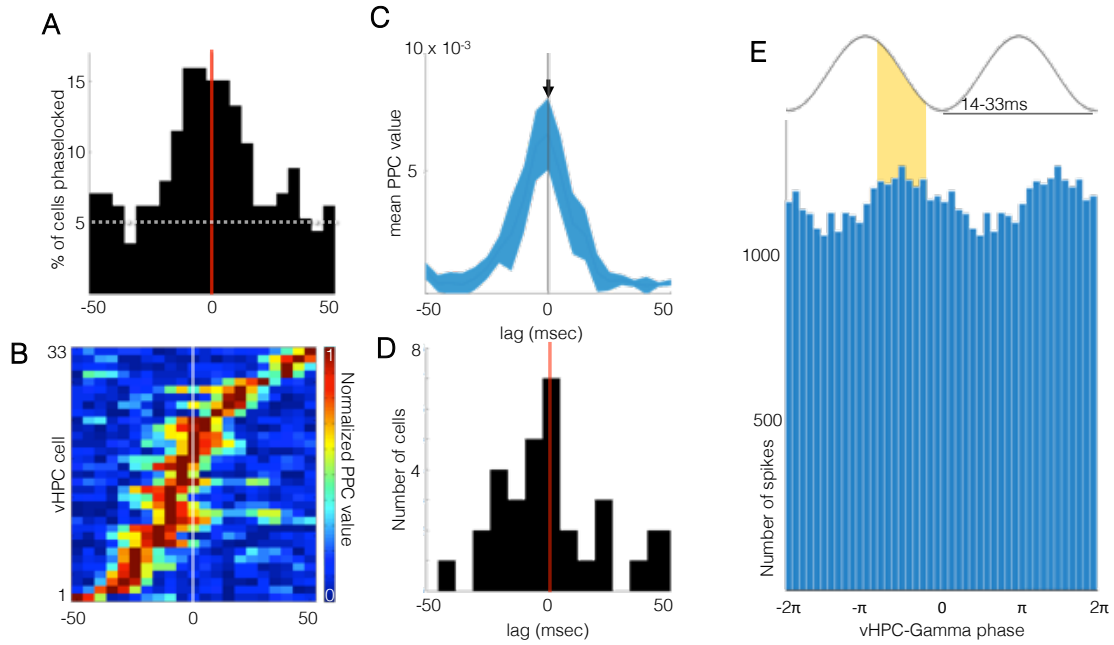 A
% of cells phaselocked
15
10
5
-50
0
50
B
vHPC cell
33
1
-50
0
50
1
0
Normalized PPC value
C
10 x 10-³
mean PPC value
5
-50
0
50
lag (msec)
D
Number of cells
8
4
-50
0
50
lag (msec)
E
14-33ms
Number of spikes
1000
500
-2π
-π
0
π
2π
vHPC-Gamma phase